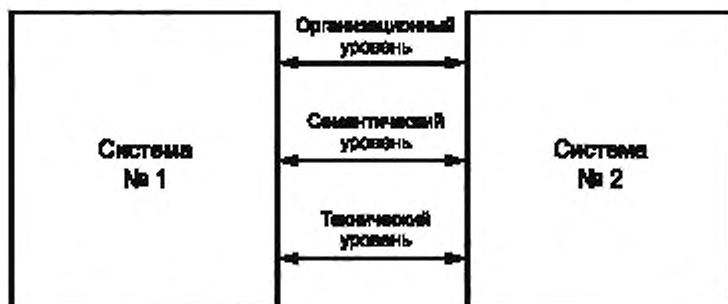 Организационный
уровень
Семантический
уровень
Система
№ 1
Система
№ 2
Технический
уровень